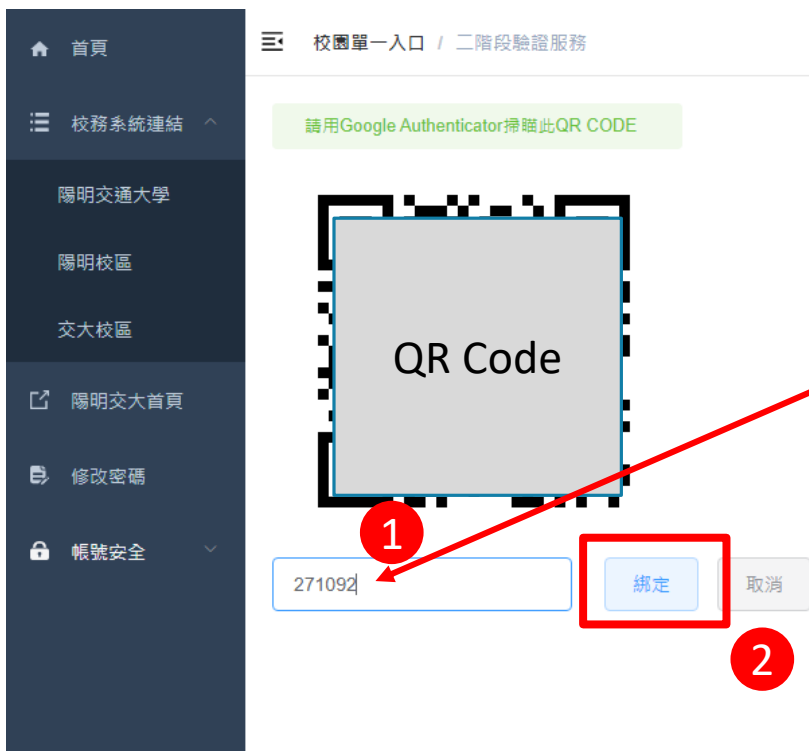 首頁
校務系統連結
陽明交通大學
陽明校區
交大校區
陽明交大首頁
修改密碼
帳號安全
校園單一入口 / 二階段驗證服務
請用Google Authenticator掃瞄此QR CODE
QR Code
1
271092
綁定
取消
2